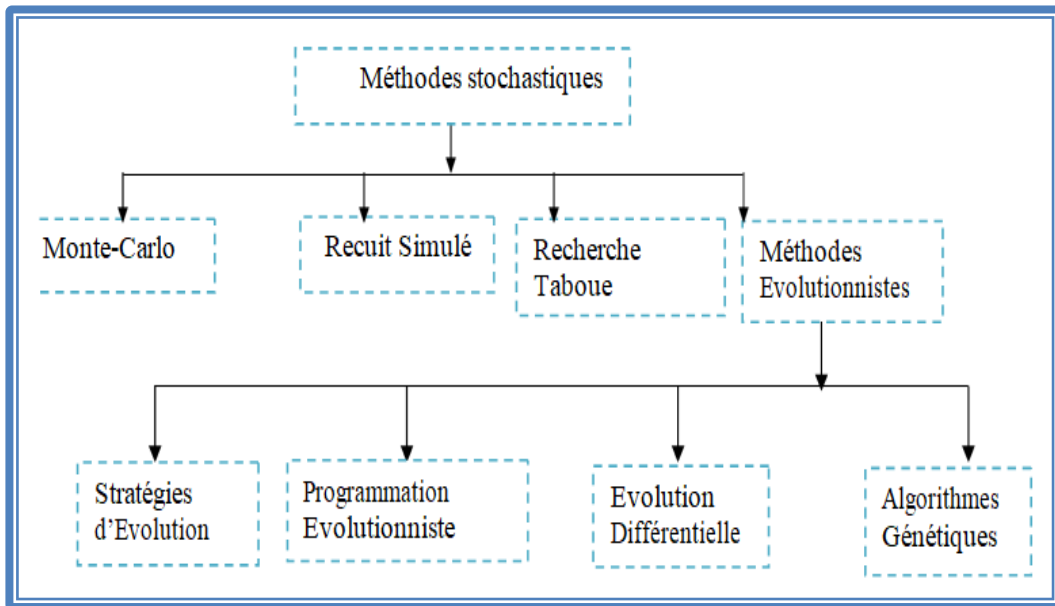 Méthodes stochastiques
Monte-Carlo
Recuit Simulé
Recherche
Taboue
Méthodes
Evolutionnistes
Stratégies
d’Evolution
Programmation
Evolutionniste
Evolution
Différentielle
Algorithmes
Génétiques